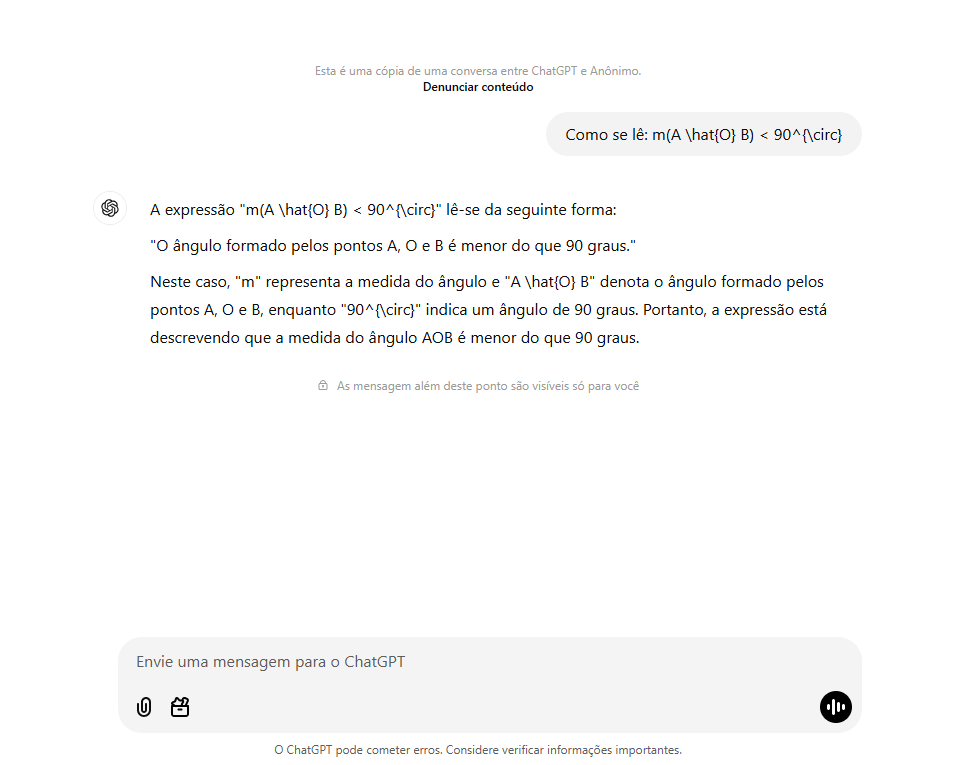 Esta é uma cópia de uma conversa entre ChatGPT e Anônimo.
Denunciar conteúdo
Como se lê: m(A \hat{O} B) < 90^{\circ}
A expressão "m(A \hat{O} B) < 90^{\circ}" lê-se da seguinte forma:
"O ângulo formado pelos pontos A, O e B é menor do que 90 graus."
Neste caso, "m" representa a medida do ângulo e "A \hat{O} B" denota o ângulo formado pelos
pontos A, O e B, enquanto "90^{\circ}" indica um ângulo de 90 graus. Portanto, a expressão está
descrevendo que a medida do ângulo AOB é menor do que 90 graus.
As mensagem além deste ponto são visíveis só para você
Envie uma mensagem para o ChatGPT
O ChatGPT pode cometer erros. Considere verificar informações importantes.